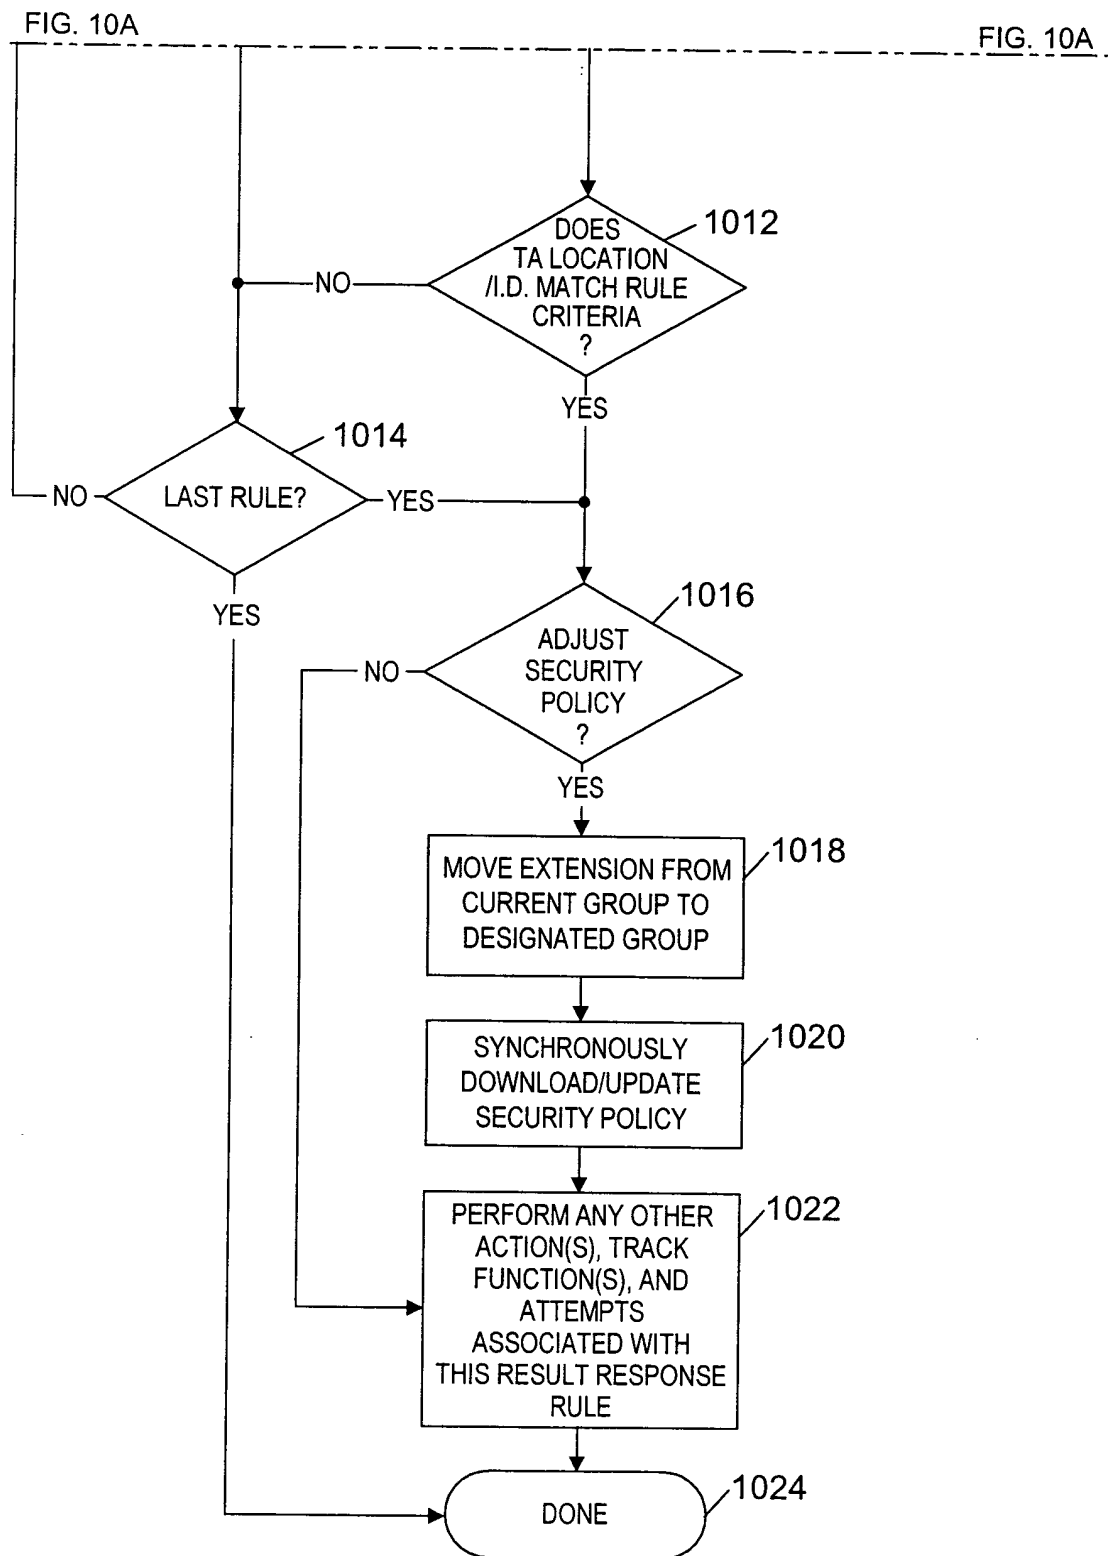 FIG. 10A
FIG. 10A
DOES
TA LOCATION
/I.D. MATCH RULE
CRITERIA
?
1012
NO
YES
LAST RULE?
1014
NO
YES
YES
ADJUST
SECURITY
POLICY
?
1016
NO
YES
MOVE EXTENSION FROM
CURRENT GROUP TO
DESIGNATED GROUP
1018
SYNCHRONOUSLY
DOWNLOAD/UPDATE
SECURITY POLICY
1020
PERFORM ANY OTHER
ACTION(S), TRACK
FUNCTION(S), AND
ATTEMPTS
ASSOCIATED WITH
THIS RESULT RESPONSE
RULE
1022
DONE
1024